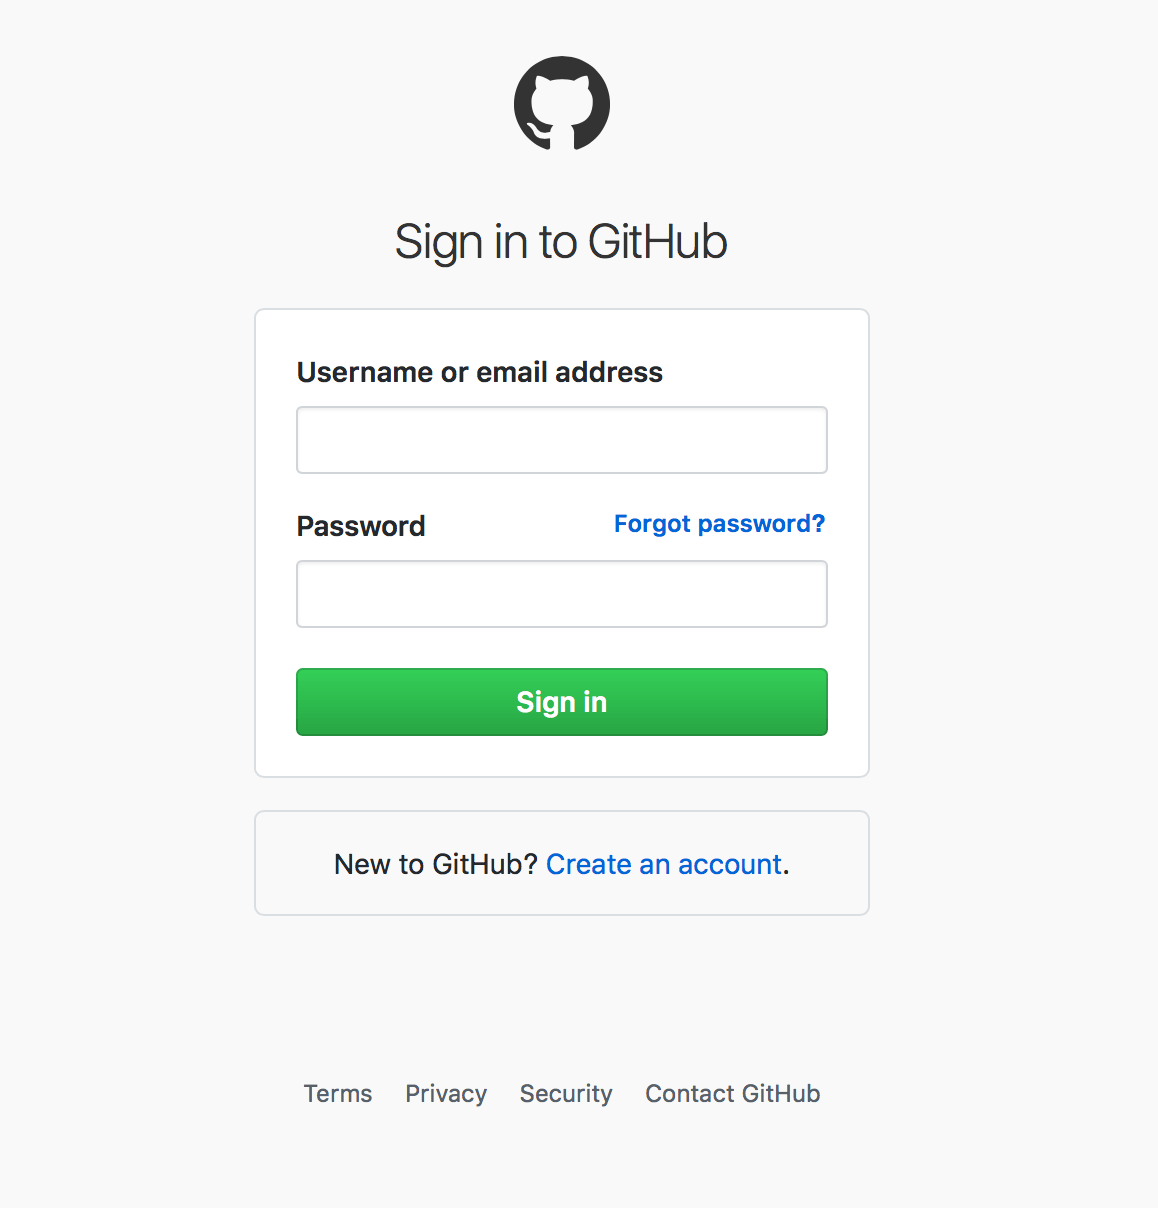 Sign in to GitHub
Username or email address
Password Forgot password?
Sign in
New to GitHub? Create an account.
Terms Privacy Security Contact GitHub